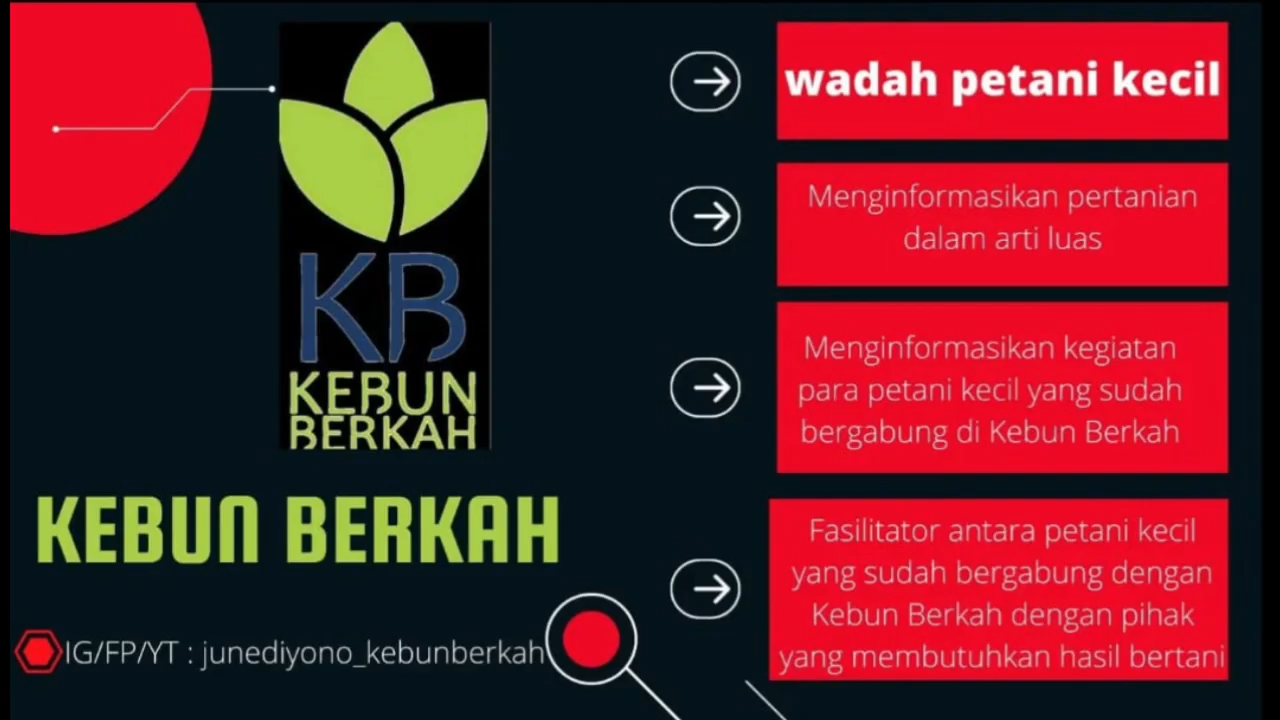 KB
KEBUN
BERKAH
KEBUN BERKAH
IG/FP/YT : junediyono_kebunberkah
wadah petani kecil
Menginformasikan pertanian
dalam arti luas
Menginformasikan kegiatan
para petani kecil yang sudah
bergabung di Kebun Berkah
Fasilitator antara petani kecil
yang sudah bergabung dengan
Kebun Berkah dengan pihak
yang membutuhkan hasil bertani